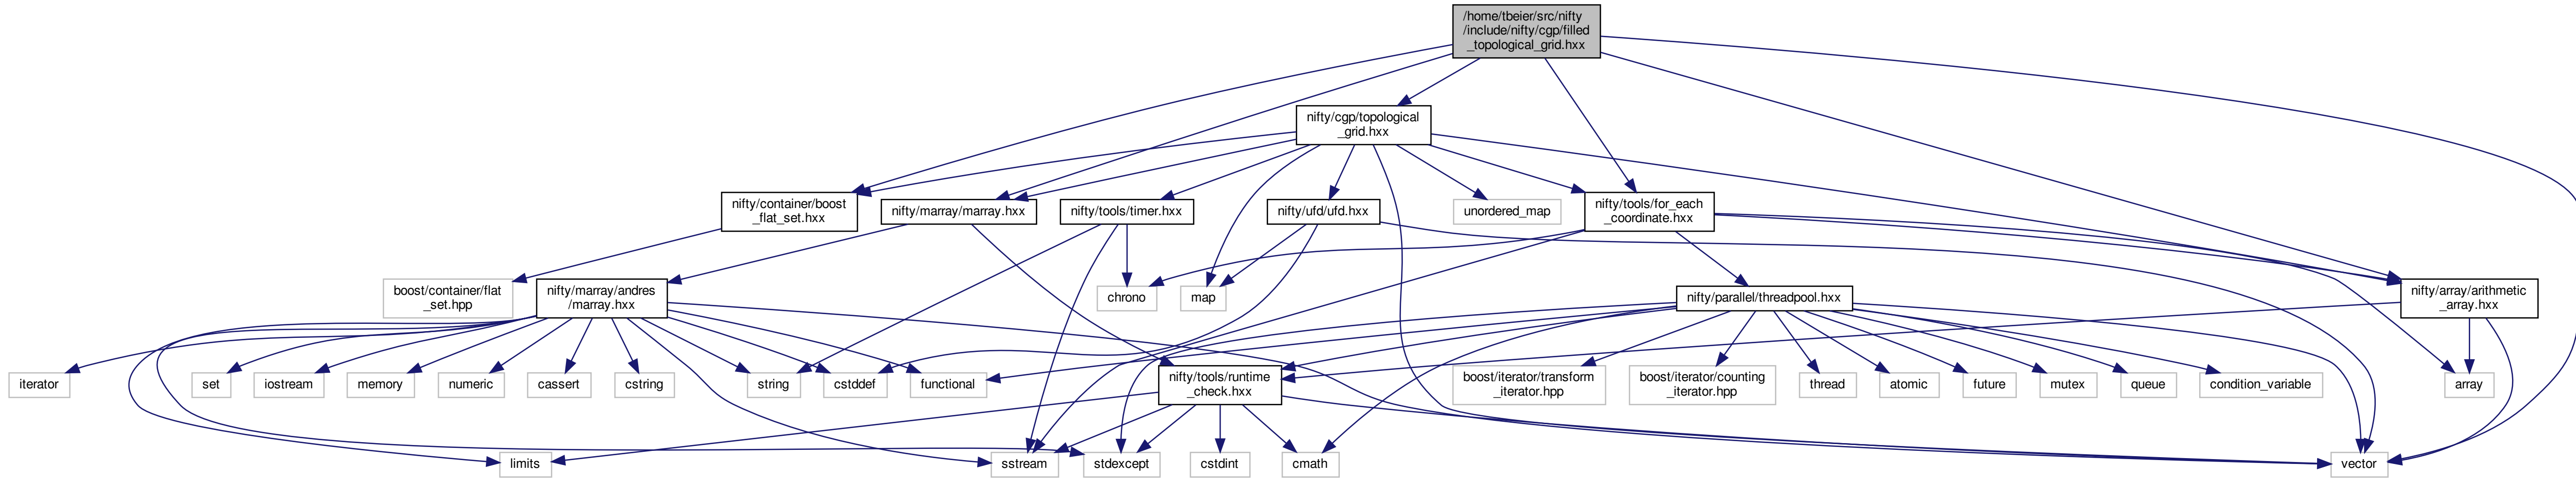 /home/tbeier/src/nifty
/include/nifty/cgp/filled
_topological_grid.hxx
nifty/cgp/topological
_grid.hxx
nifty/container/boost
_flat_set.hxx
nifty/marray/marray.hxx
nifty/tools/timer.hxx
nifty/ufd/ufd.hxx
unordered_map
nifty/tools/for_each
_coordinate.hxx
boost/container/flat
_set.hpp
nifty/marray/andres
/marray.hxx
chrono
map
nifty/parallel/threadpool.hxx
nifty/array/arithmetic
_array.hxx
iterator
set
iostream
memory
numeric
cassert
cstring
string
cstddef
functional
nifty/tools/runtime
_check.hxx
boost/iterator/transform
_iterator.hpp
boost/iterator/counting
_iterator.hpp
thread
atomic
future
mutex
queue
condition_variable
array
limits
sstream
stdexcept
cstdint
cmath
vector